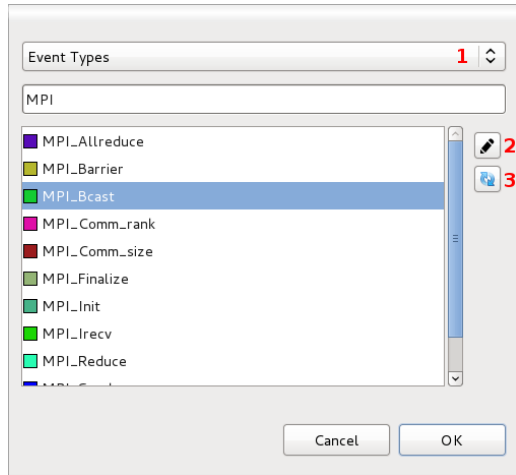 Event Types 1
MPI
MPI_Allreduce
MPI_Barrier
MPI_Bcast
MPI_Comm_rank
MPI_Comm_size
MPI_Finalize
MPI_Init
MPI_Irecv
MPI_Reduce
2
3
Cancel OK